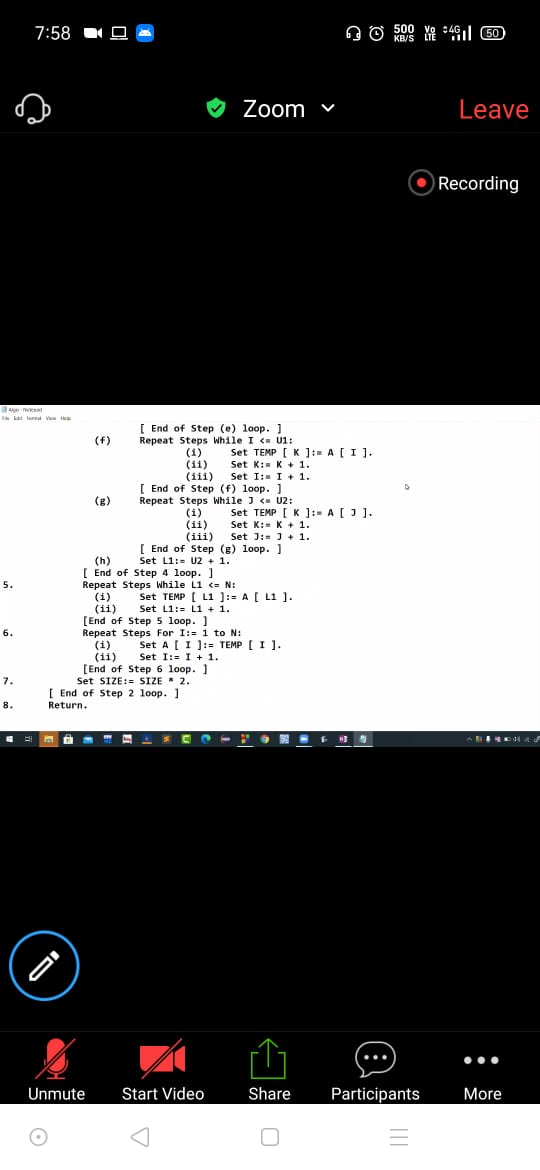 7:58
500
KB/S
Vo
LTE
4G
50
Zoom
Leave
Recording
Algo - Notepad
File Edit Format View Help
[ End of Step (e) loop. ]
(f) Repeat Steps While I <= U1:
(i) Set TEMP [ K ]:= A [ I ].
(ii) Set K:= K + 1.
(iii) Set I:= I + 1.
[ End of Step (f) loop. ]
(g) Repeat Steps While J <= U2:
(i) Set TEMP [ K ]:= A [ J ].
(ii) Set K:= K + 1.
(iii) Set J:= J + 1.
[ End of Step (g) loop. ]
(h) Set L1:= U2 + 1.
[ End of Step 4 loop. ]
5. Repeat Steps While L1 <= N:
(i) Set TEMP [ L1 ]:= A [ L1 ].
(ii) Set L1:= L1 + 1.
[End of Step 5 loop. ]
6. Repeat Steps For I:= 1 to N:
(i) Set A [ I ]:= TEMP [ I ].
(ii) Set I:= I + 1.
[End of Step 6 loop. ]
7. Set SIZE:= SIZE * 2.
[ End of Step 2 loop. ]
8. Return.
Unmute
Start Video
Share
Participants
More